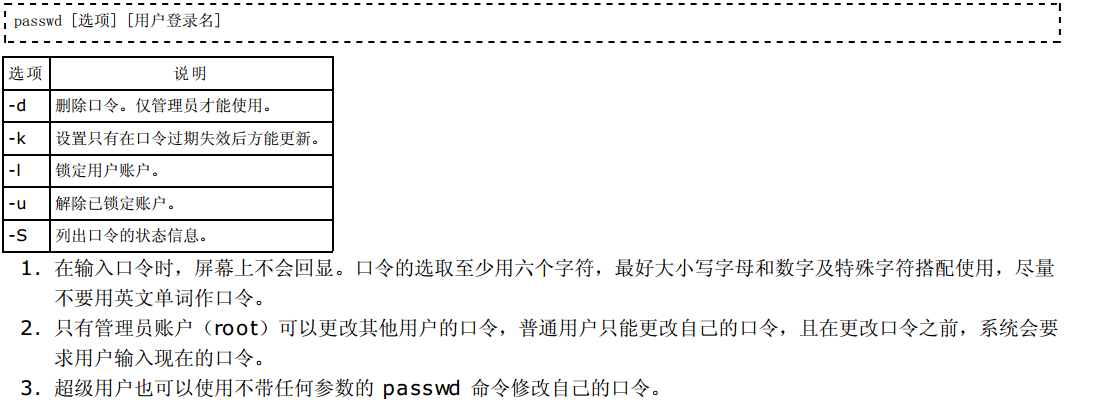 passwd [选项] [用户登录名]
选项 说明
-d 删除口令。仅管理员才能使用。
-k 设置只有在口令过期失效后方能更新。
-l 锁定用户账户。
-u 解除已锁定账户。
-S 列出口令的状态信息。
1. 在输入口令时，屏幕上不会回显。口令的选取至少用六个字符，最好大小写字母和数字及特殊字符搭配使用，尽量
不要用英文单词作口令。
2. 只有管理员账户（root）可以更改其他用户的口令，普通用户只能更改自己的口令，且在更改口令之前，系统会要
求用户输入现在的口令。
3. 超级用户也可以使用不带任何参数的 passwd 命令修改自己的口令。